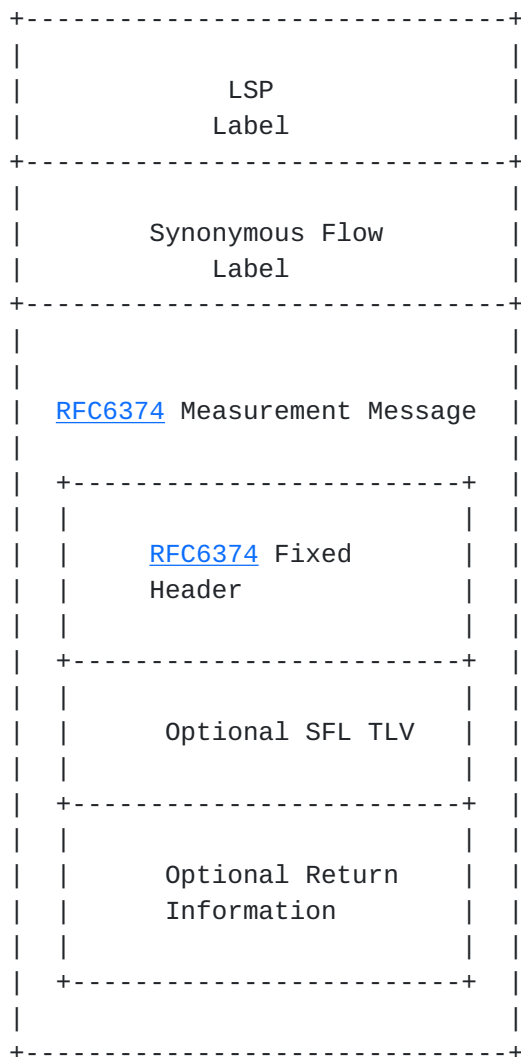 LSP
Label
Synonymous Flow
Label
RFC6374 Measurement Message
RFC6374 Fixed
Header
Optional SFL TLV
Optional Return
Information